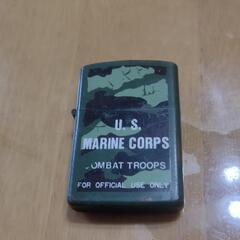 U. S.
MARINE CORPS
COMBAT TROOPS
FOR OFFICIAL USE ONLY